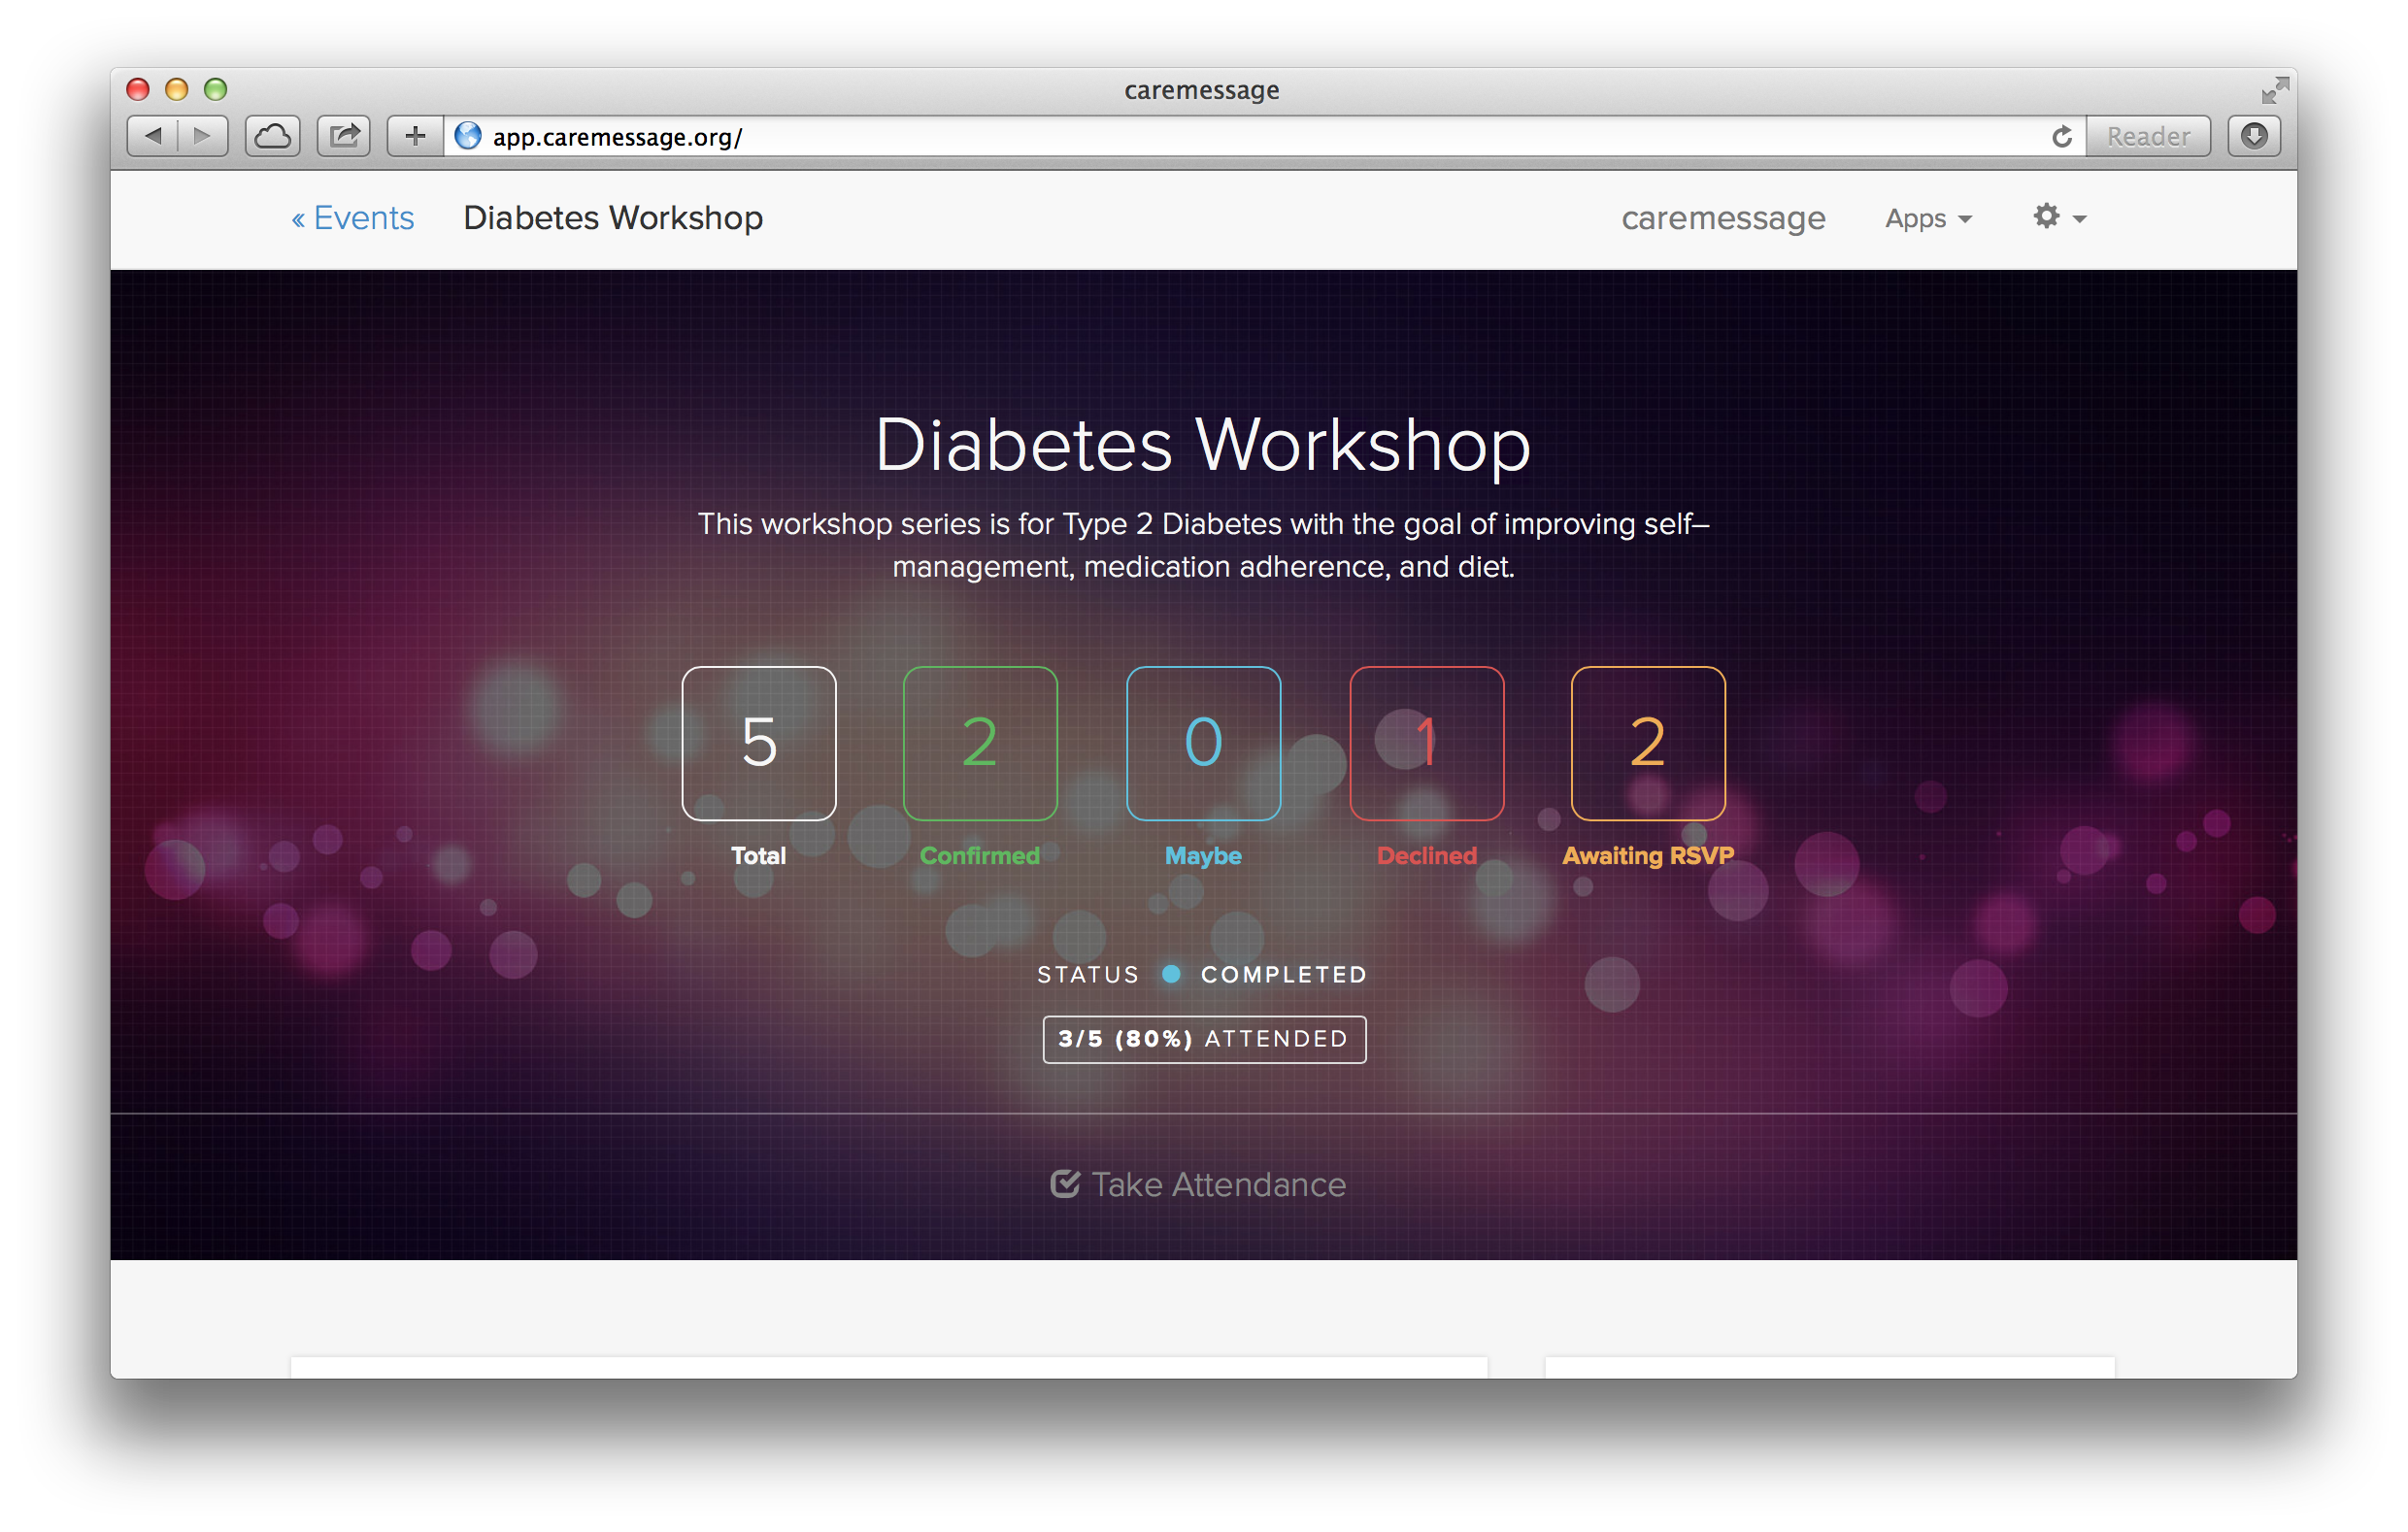 caremessage
app.caremessage.org/
Reader
« Events
Diabetes Workshop
caremessage
Apps
Diabetes Workshop
This workshop series is for Type 2 Diabetes with the goal of improving self–
management, medication adherence, and diet.
5
2
0
1
2
Total
Confirmed
Maybe
Declined
Awaiting RSVP
STATUS COMPLETED
3/5 (80%) ATTENDED
Take Attendance